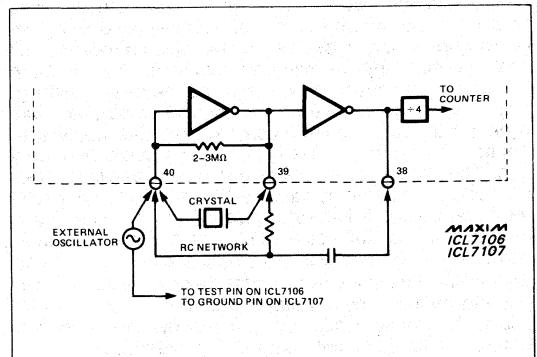 TO
COUNTER
÷4
2-3MΩ
40
39
38
CRYSTAL
EXTERNAL
OSCILLATOR
RC NETWORK
MAXIM
ICL7106
ICL7107
TO TEST PIN ON ICL7106
TO GROUND PIN ON ICL7107